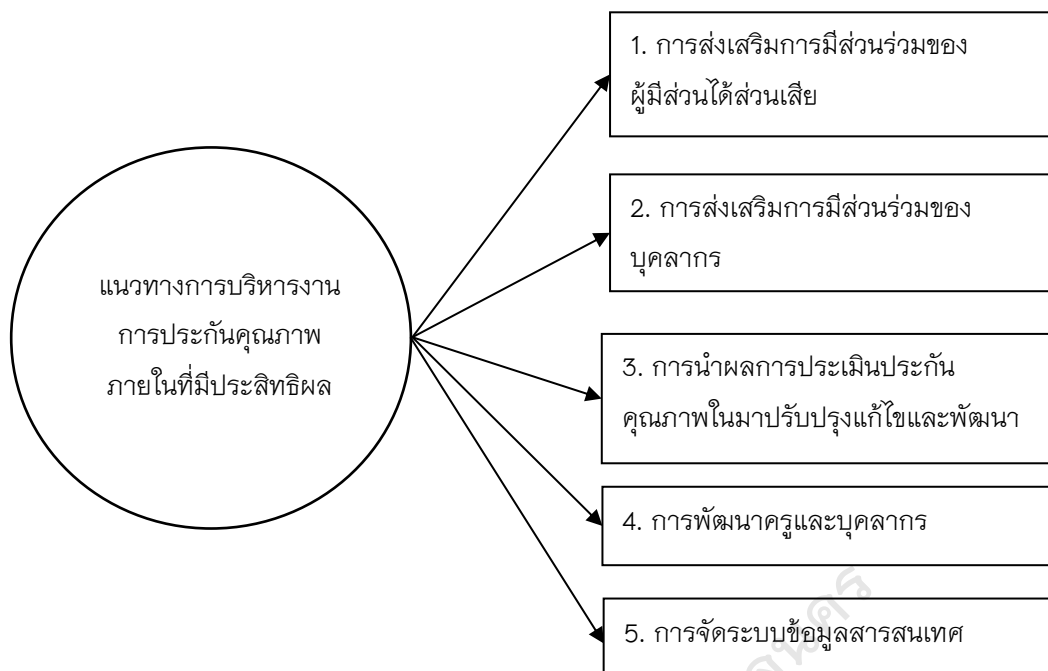 1. การส่งเสริมการมีส่วนร่วมของ
ผู้มีส่วนได้ส่วนเสีย
2. การส่งเสริมการมีส่วนร่วมของ
บุคลากร
แนวทางการบริหารงาน
การประกันคุณภาพ
ภายในที่มีประสิทธิผล
3. การนำผลการประเมินประกัน
คุณภาพในมาปรับปรุงแก้ไขและพัฒนา
4. การพัฒนาครูและบุคลากร
5. การจัดระบบข้อมูลสารสนเทศ